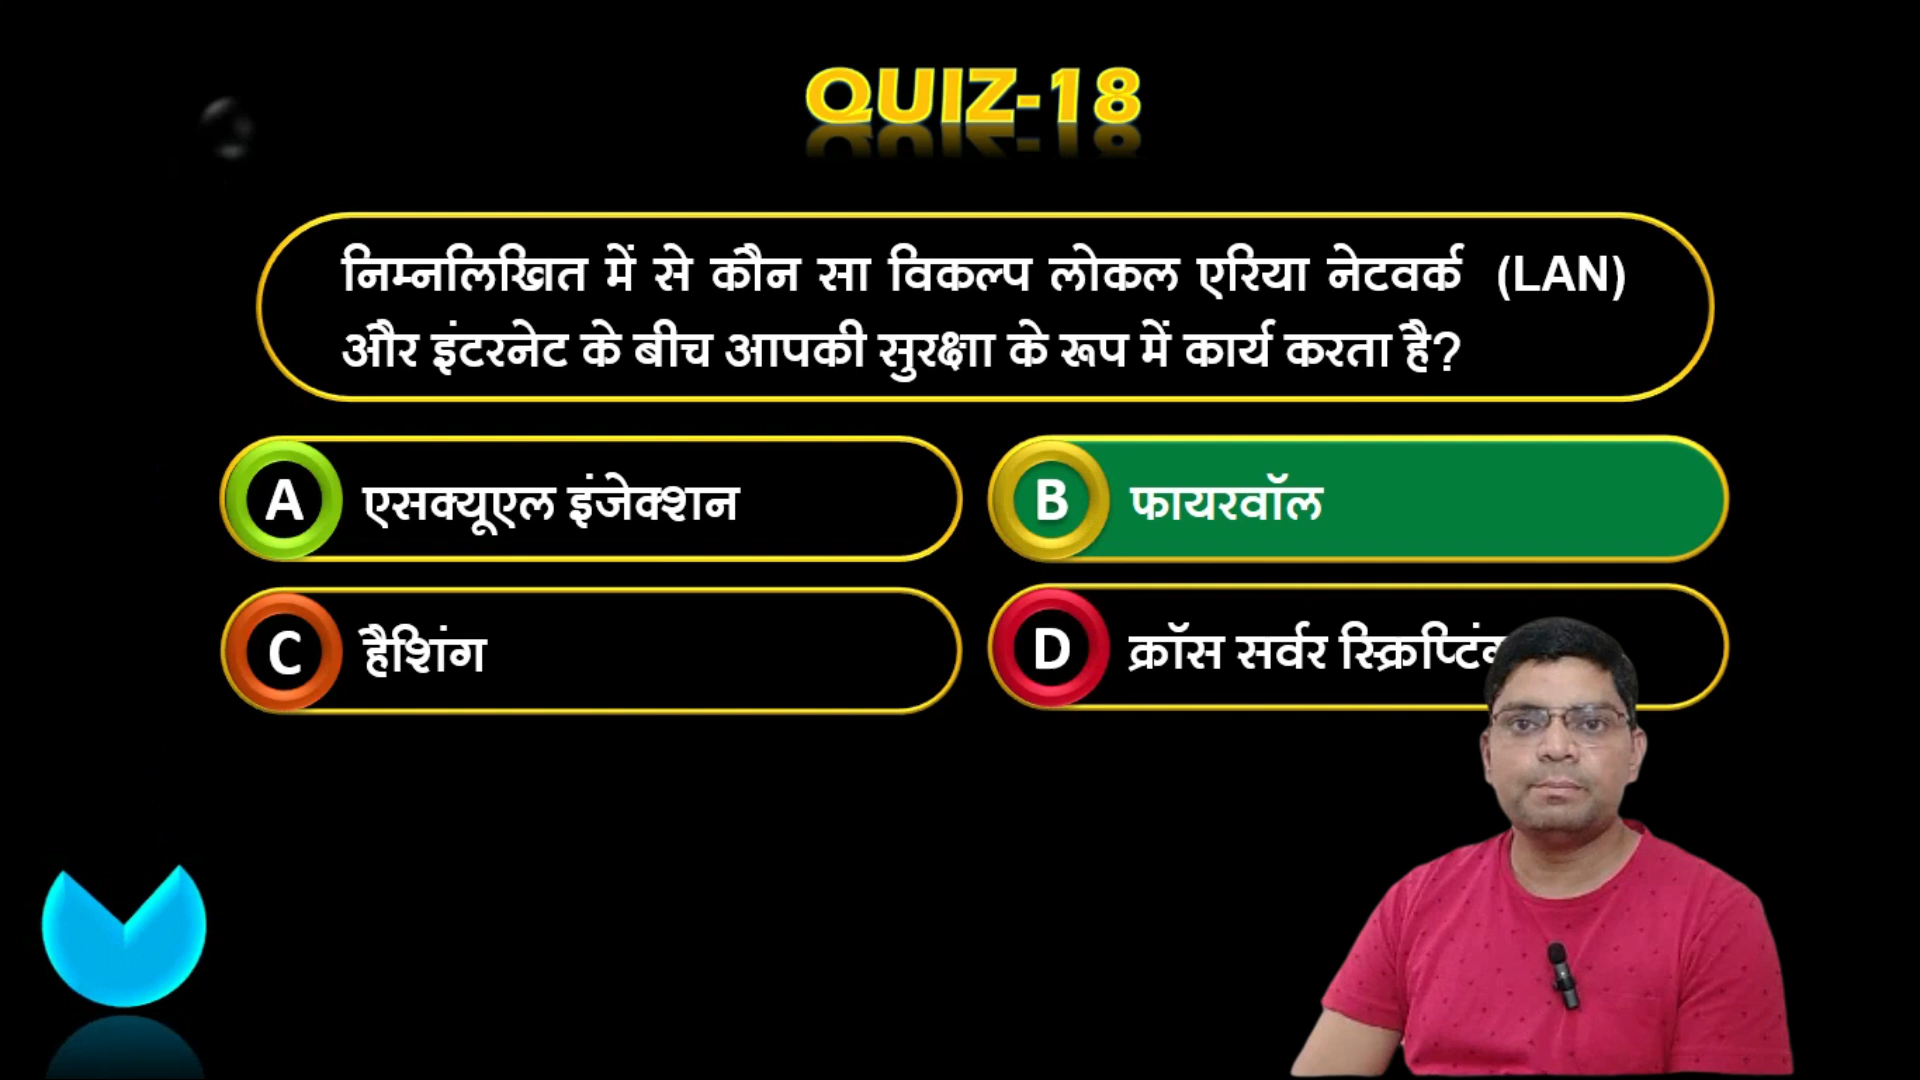 QUIZ-18
निम्नलिखित में से कौन सा विकल्प लोकल एरिया नेटवर्क (LAN)
और इंटरनेट के बीच आपकी सुरक्षा के रूप में कार्य करता है?
A एसक्यूएल इंजेक्शन
B फायरवॉल
C हैशिंग
D क्रॉस सर्वर